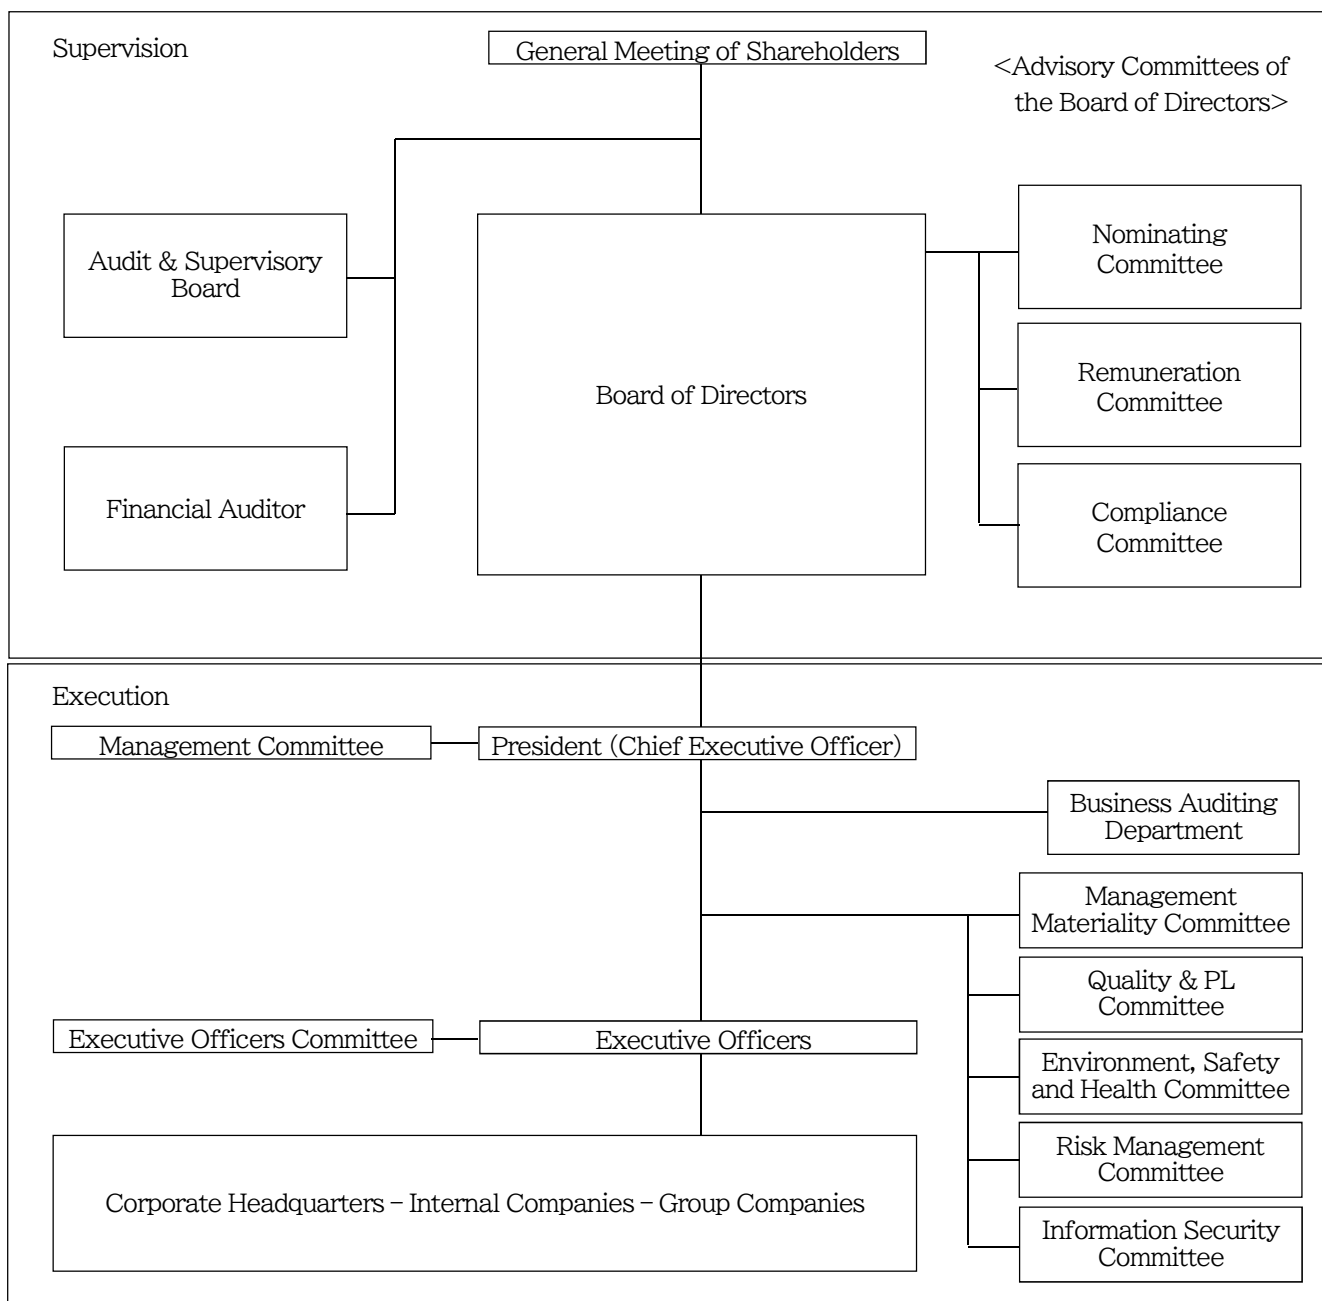 Supervision
General Meeting of Shareholders
<Advisory Committees of
the Board of Directors>
Audit & Supervisory
Board
Financial Auditor
Board of Directors
Nominating
Committee
Remuneration
Committee
Compliance
Committee
Execution
Management Committee
President (Chief Executive Officer)
Business Auditing
Department
Management
Materiality Committee
Quality & PL
Committee
Executive Officers Committee
Executive Officers
Environment, Safety
and Health Committee
Risk Management
Committee
Corporate Headquarters – Internal Companies – Group Companies
Information Security
Committee